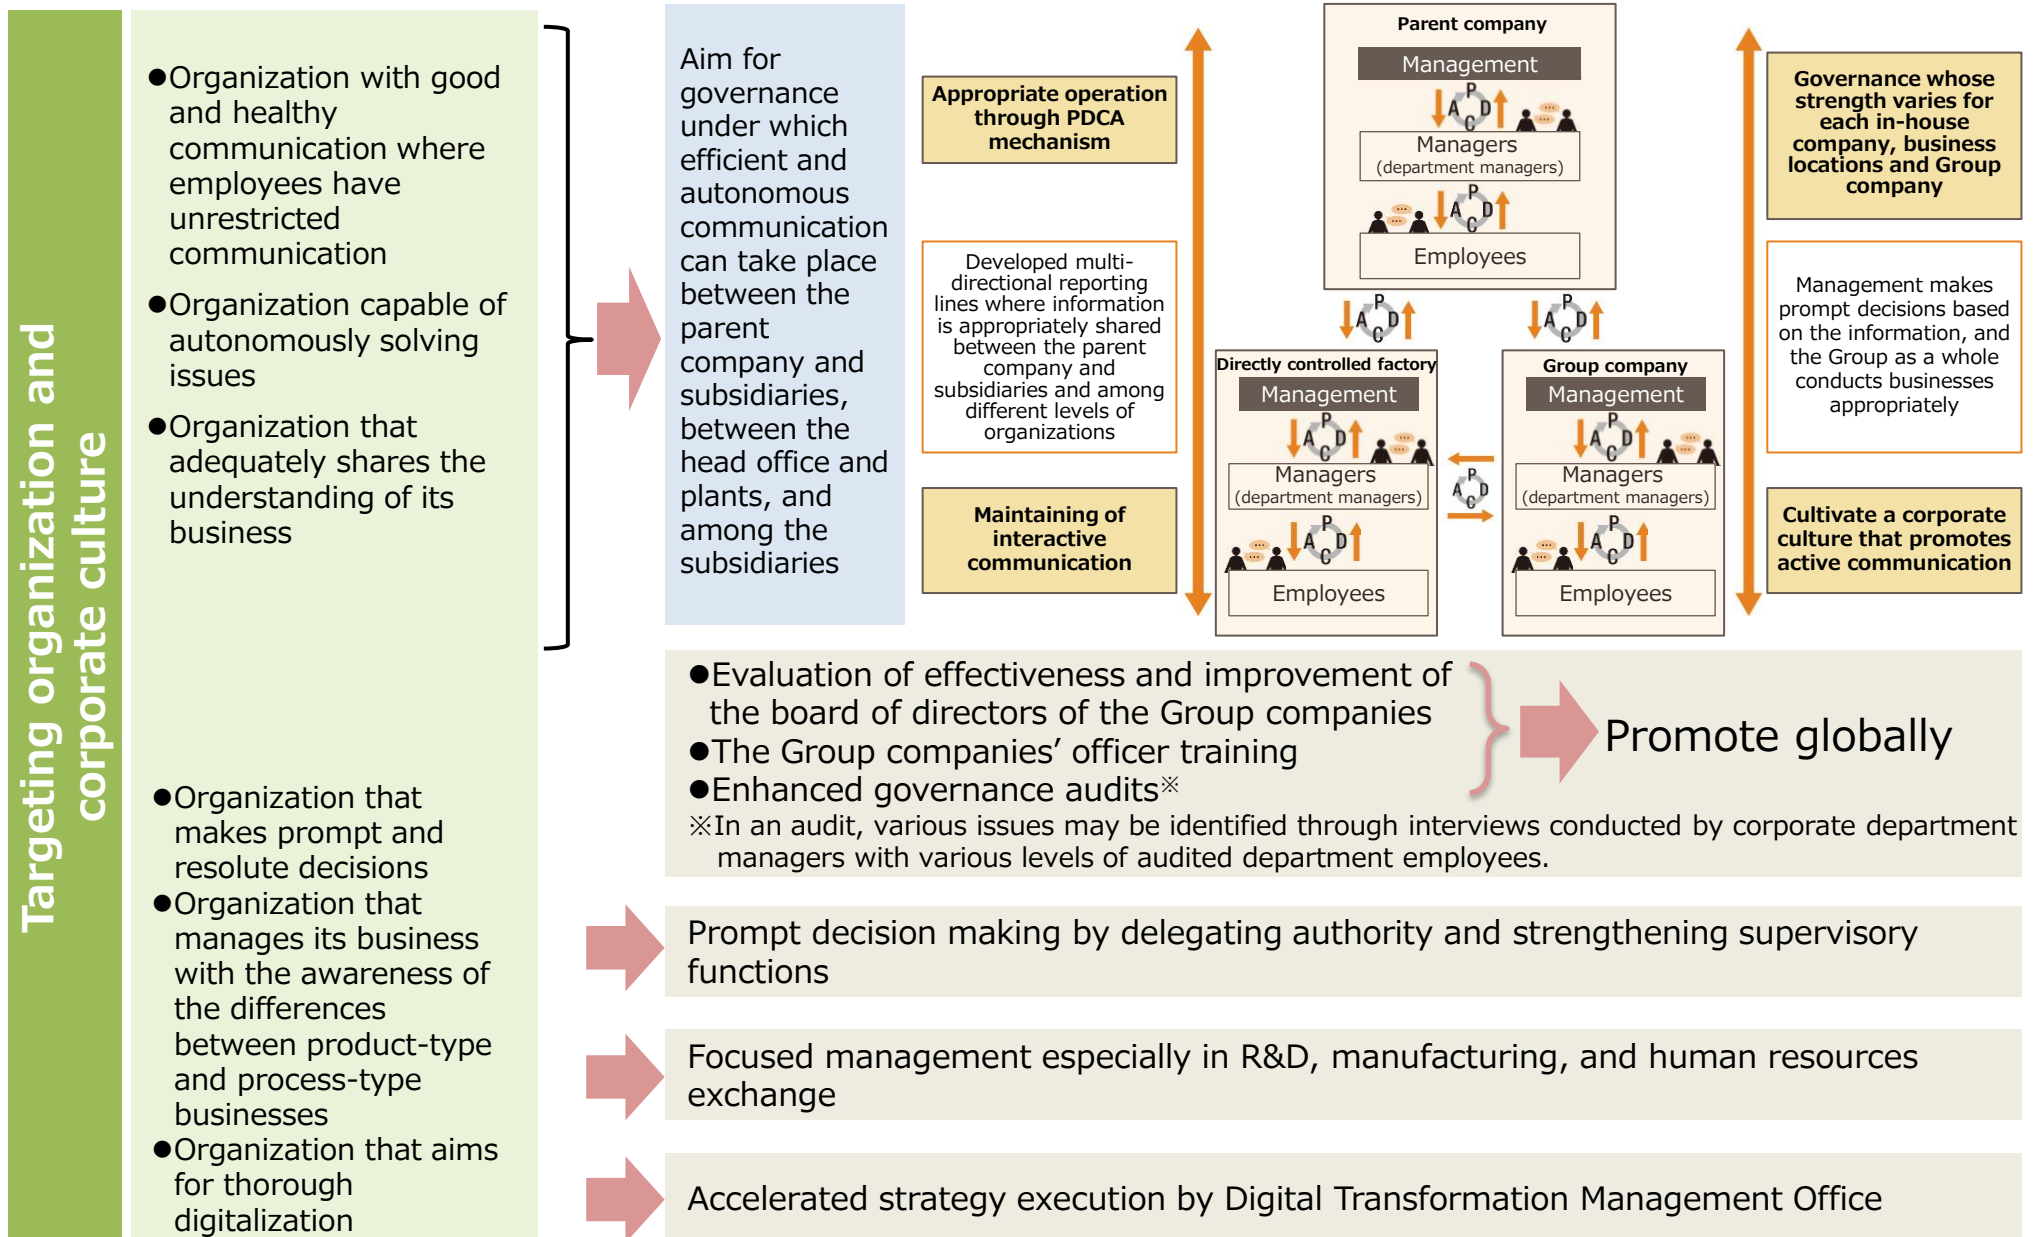 Targeting organization and
corporate culture
●Organization with good
and healthy
communication where
employees have
unrestricted
communication
●Organization capable of
autonomously solving
issues
●Organization that
adequately shares the
understanding of its
business
●Organization that
makes prompt and
resolute decisions
●Organization that
manages its business
with the awareness of
the differences
between product-type
and process-type
businesses
●Organization that aims
for thorough
digitalization
Aim for
governance
under which
efficient and
autonomous
communication
can take place
between the
parent
company and
subsidiaries,
between the
head office and
plants, and
among the
subsidiaries
Appropriate operation
through PDCA
mechanism
Developed multi-
directional reporting
lines where information
is appropriately shared
between the parent
company and
subsidiaries and among
different levels of
organizations
Maintaining of
interactive
communication
Parent company
Management
P
A D
C
Managers
(department managers)
P
A D
C
Employees
P
A D
C
P
A D
C
Directly controlled factory
Management
P
A D
C
Managers
(department managers)
P
A D
C
Employees
P
A D
C
Group company
Management
P
A D
C
Managers
(department managers)
P
A D
C
Employees
Governance whose
strength varies for
each in-house
company, business
locations and Group
company
Management makes
prompt decisions based
on the information, and
the Group as a whole
conducts businesses
appropriately
Cultivate a corporate
culture that promotes
active communication
●Evaluation of effectiveness and improvement of
the board of directors of the Group companies
●The Group companies’ officer training
●Enhanced governance audits※
Promote globally
※In an audit, various issues may be identified through interviews conducted by corporate department
managers with various levels of audited department employees.
Prompt decision making by delegating authority and strengthening supervisory
functions
Focused management especially in R&D, manufacturing, and human resources
exchange
Accelerated strategy execution by Digital Transformation Management Office